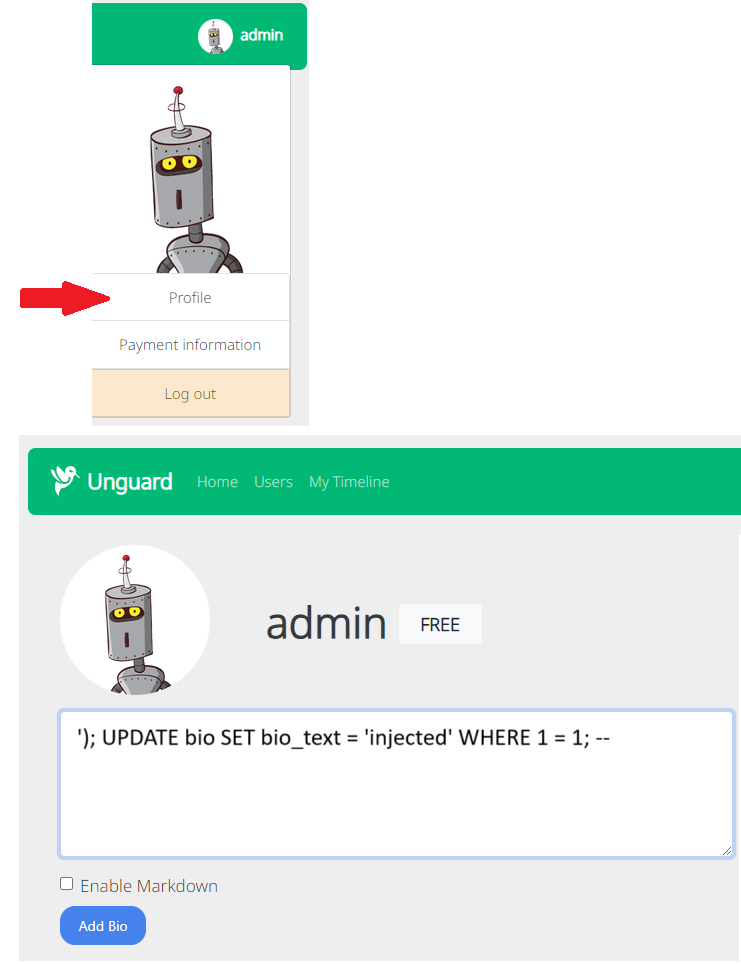 admin
Profile
Payment information
Log out
Unguard Home Users My Timeline
admin FREE
'); UPDATE bio SET bio_text = 'injected' WHERE 1 = 1; --
Enable Markdown
Add Bio